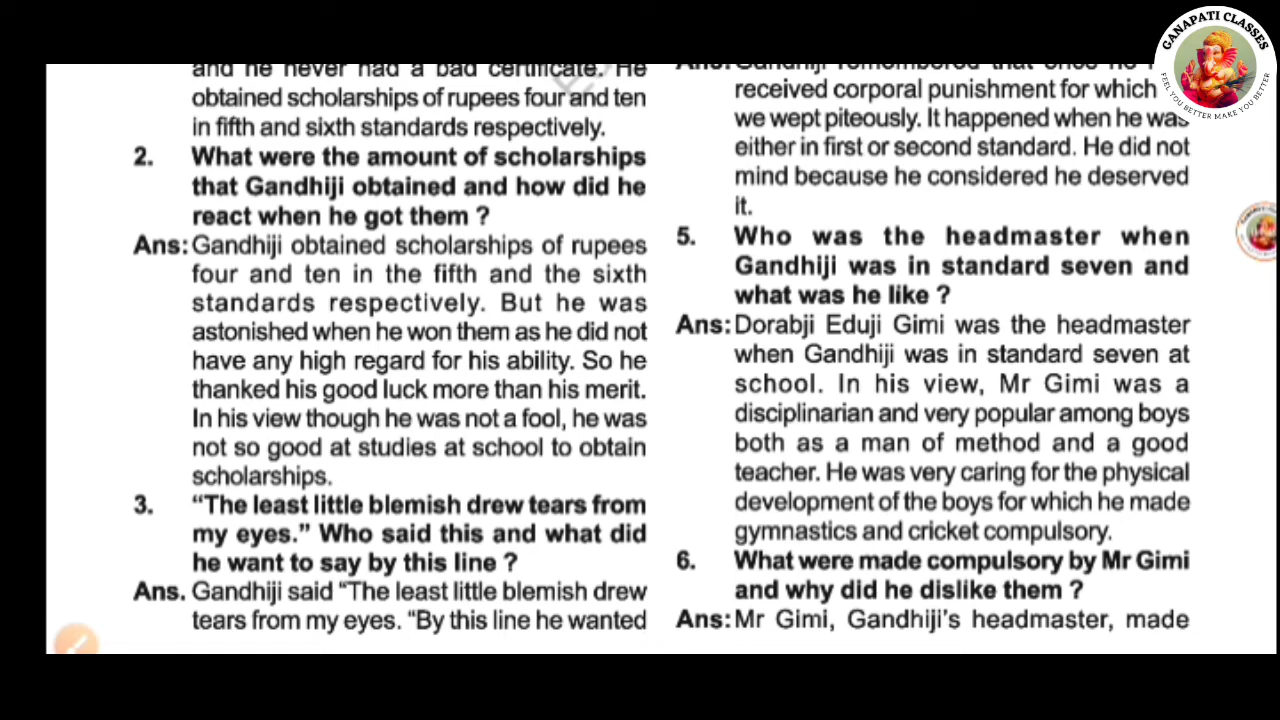 and he never had a bad certificate. He
obtained scholarships of rupees four and ten
in fifth and sixth standards respectively.
2. What were the amount of scholarships
that Gandhiji obtained and how did he
react when he got them ?
Ans: Gandhiji obtained scholarships of rupees
four and ten in the fifth and the sixth
standards respectively. But he was
astonished when he won them as he did not
have any high regard for his ability. So he
thanked his good luck more than his merit.
In his view though he was not a fool, he was
not so good at studies at school to obtain
scholarships.
3. “The least little blemish drew tears from
my eyes.” Who said this and what did
he want to say by this line ?
Ans. Gandhiji said “The least little blemish drew
tears from my eyes. “By this line he wanted
Ans: Gandhiji remembered that once he
received corporal punishment for which
we wept piteously. It happened when he was
either in first or second standard. He did not
mind because he considered he deserved
it.
5. Who was the headmaster when
Gandhiji was in standard seven and
what was he like ?
Ans: Dorabji Eduji Gimi was the headmaster
when Gandhiji was in standard seven at
school. In his view, Mr Gimi was a
disciplinarian and very popular among boys
both as a man of method and a good
teacher. He was very caring for the physical
development of the boys for which he made
gymnastics and cricket compulsory.
6. What were made compulsory by Mr Gimi
and why did he dislike them ?
Ans: Mr Gimi, Gandhiji's headmaster, made
GANAPATI CLASSES
FEEL YOU BETTER MAKE YOU BETTER